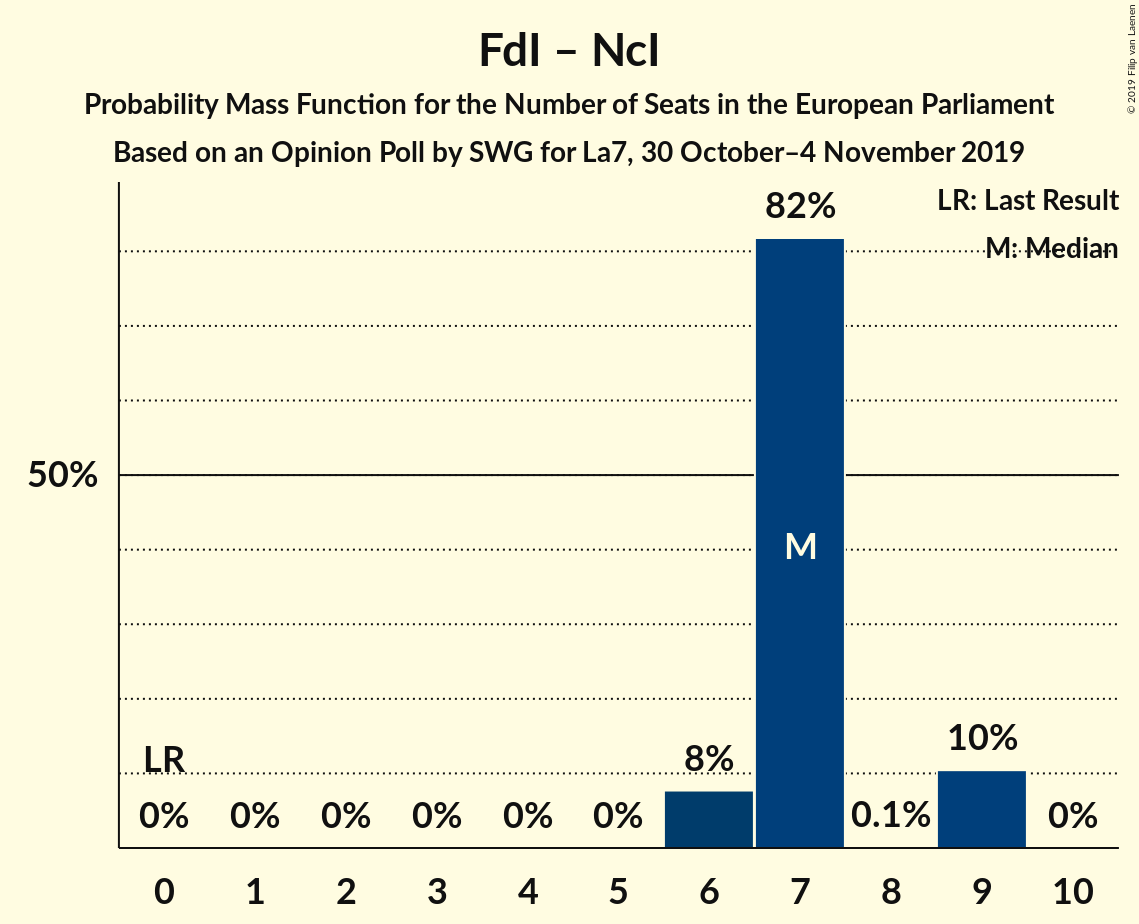 FdI – NcI
Probability Mass Function for the Number of Seats in the European Parliament
Based on an Opinion Poll by SWG for La7, 30 October–4 November 2019
© 2019 Filip van Laenen
LR: Last Result
M: Median
82%
50%
M
LR
8%
10%
0% 0% 0% 0% 0% 0% 0.1% 0%
0 1 2 3 4 5 6 7 8 9 10